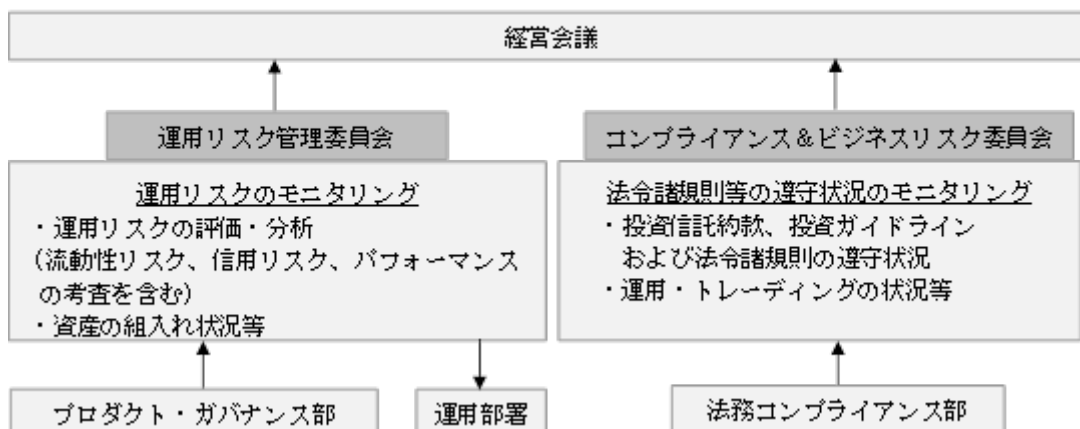 経営会議
運用リスク管理委員会
運用リスクのモニタリング
・運用リスクの評価・分析
(流動性リスク、信用リスク、パフォーマンス
の考査を含む)
・資産の組入れ状況等
コンプライアンス&ビジネスリスク委員会
法令諸規則等の遵守状況のモニタリング
・投資信託約款、投資ガイドライン
および法令諸規則の遵守状況
・運用・トレーディングの状況等
プロダクト・ガバナンス部
運用部署
法務コンプライアンス部